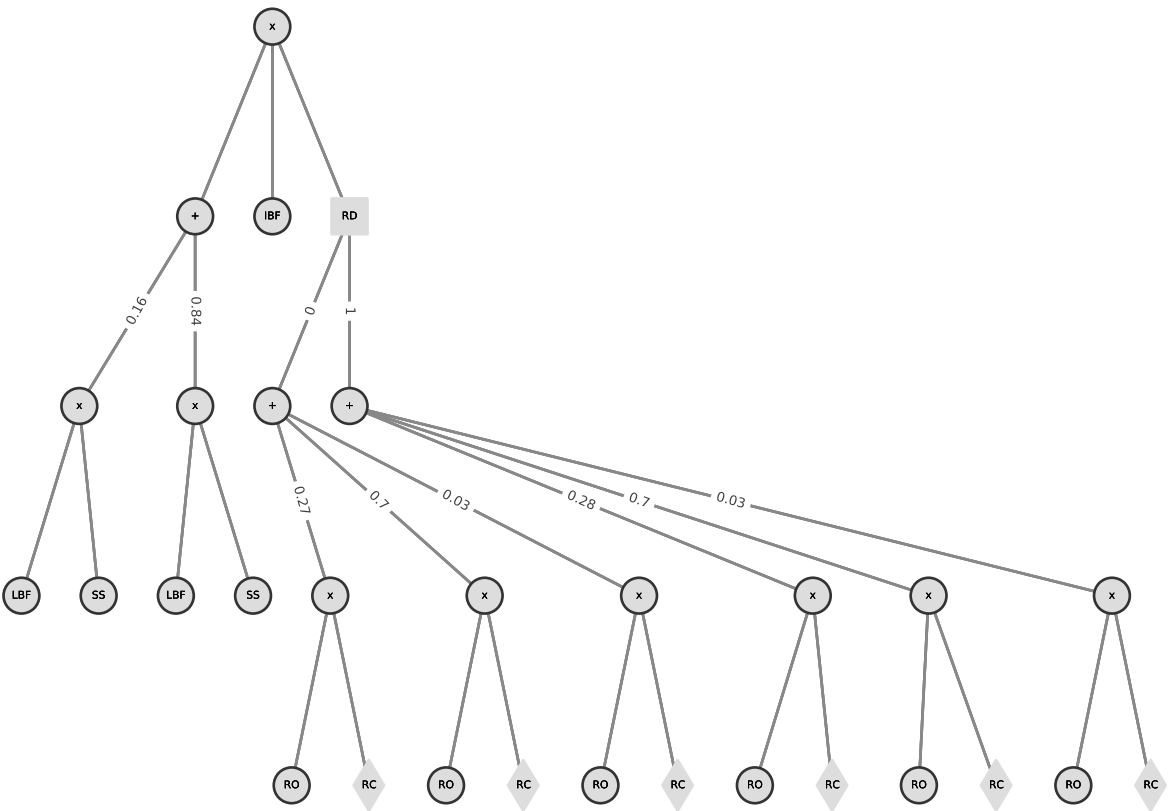 x
+ IBF RD
0.16 0.84 0 1
x x + +
0.27 0.7 0.03 0.28 0.7 0.03
LBF SS LBF SS x x x x x x
RO RC RO RC RO RC RO RC RO RC RO RC